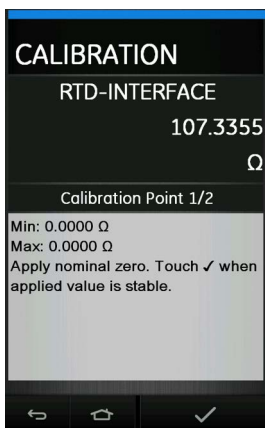 CALIBRATION
RTD-INTERFACE
107.3355
Ω
Calibration Point 1/2
Min: 0.0000 Ω
Max: 0.0000 Ω
Apply nominal zero. Touch ✓ when
applied value is stable.